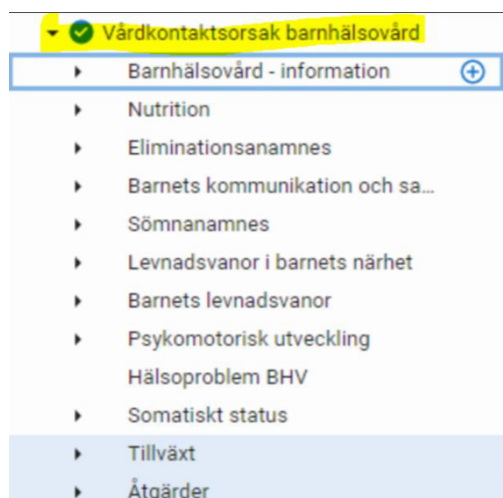 Vårdkontaktsorsak barnhälsovård
Barnhälsovård - information
Nutrition
Eliminationsanamnes
Barnets kommunikation och sa...
Sömnanamnes
Levnadsvanor i barnets närhet
Barnets levnadsvanor
Psykomotorisk utveckling
Hälsoproblem BHV
Somatiskt status
Tillväxt
Åtgärder